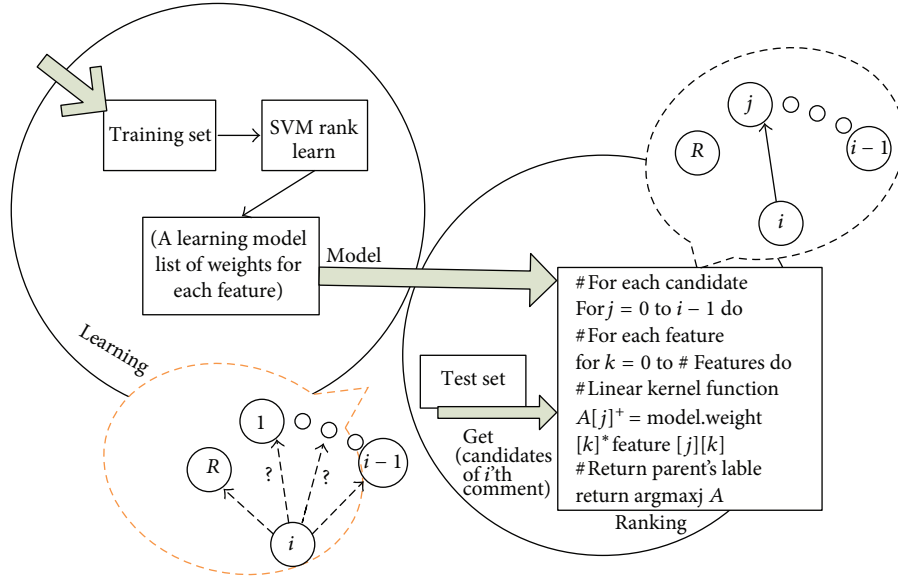 Training set
SVM rank
learn
(A learning model
list of weights for
each feature)
Model
Learning
1
R
i − 1
?
?
i
j
R
i − 1
i
Test set
Get
(candidates
of i'th
comment)
#For each candidate
For j = 0 to i − 1 do
#For each feature
for k = 0 to # Features do
#Linear kernel function
A[j]⁺ = model.weight
[k]* feature [j][k]
#Return parent's lable
return argmaxj A
Ranking